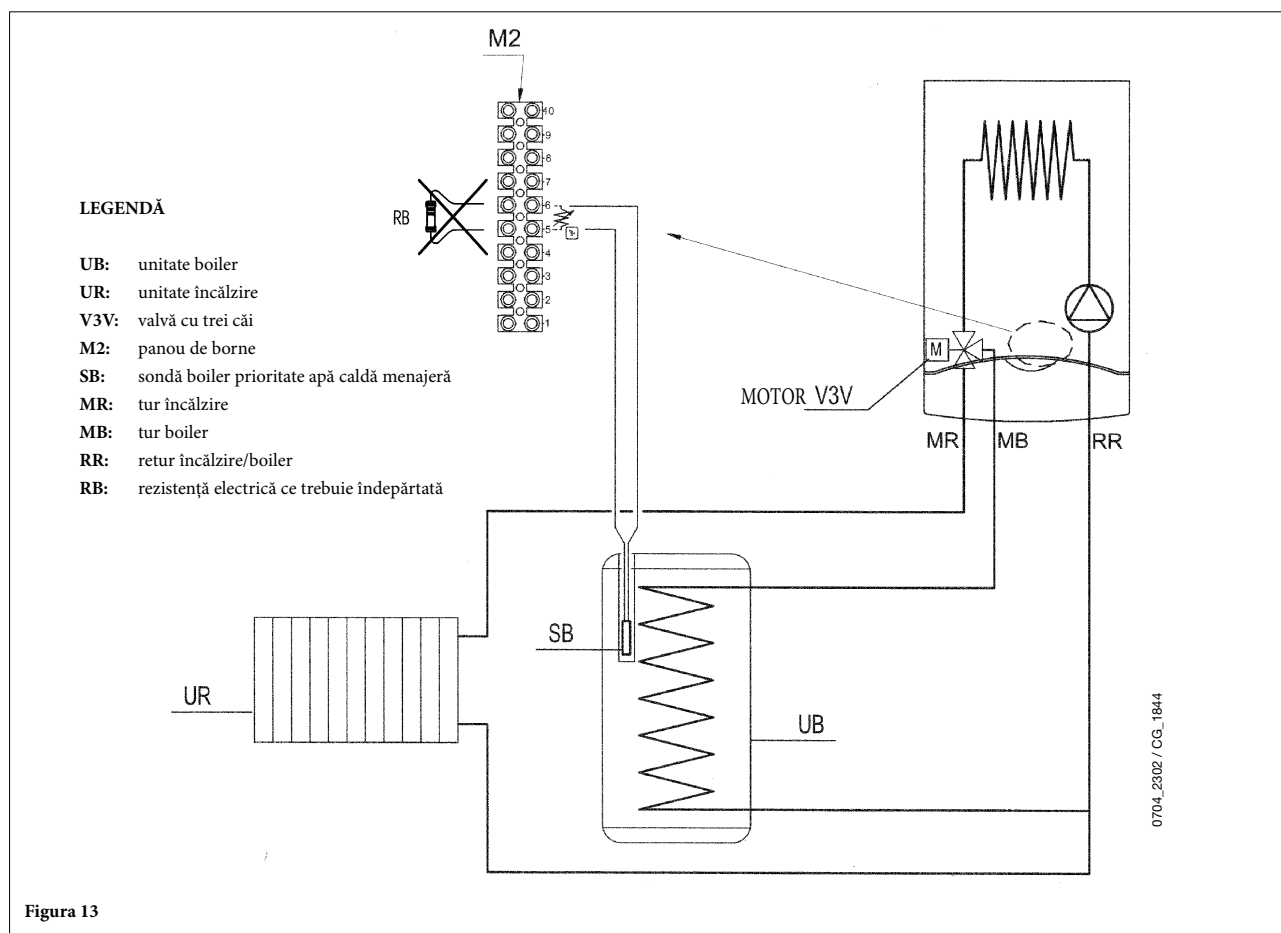 M2
10
9
8
7
6
5
4
3
2
1
RB
LEGENDĂ
UB: unitate boiler
UR: unitate încălzire
V3V: valvă cu trei căi
M2: panou de borne
SB: sondă boiler prioritate apă caldă menajeră
MR: tur încălzire
MB: tur boiler
RR: retur încălzire/boiler
RB: rezistență electrică ce trebuie îndepărtată
M
MOTOR V3V
MR MB RR
SB
UR
UB
0704_2302 / CG_1844
Figura 13